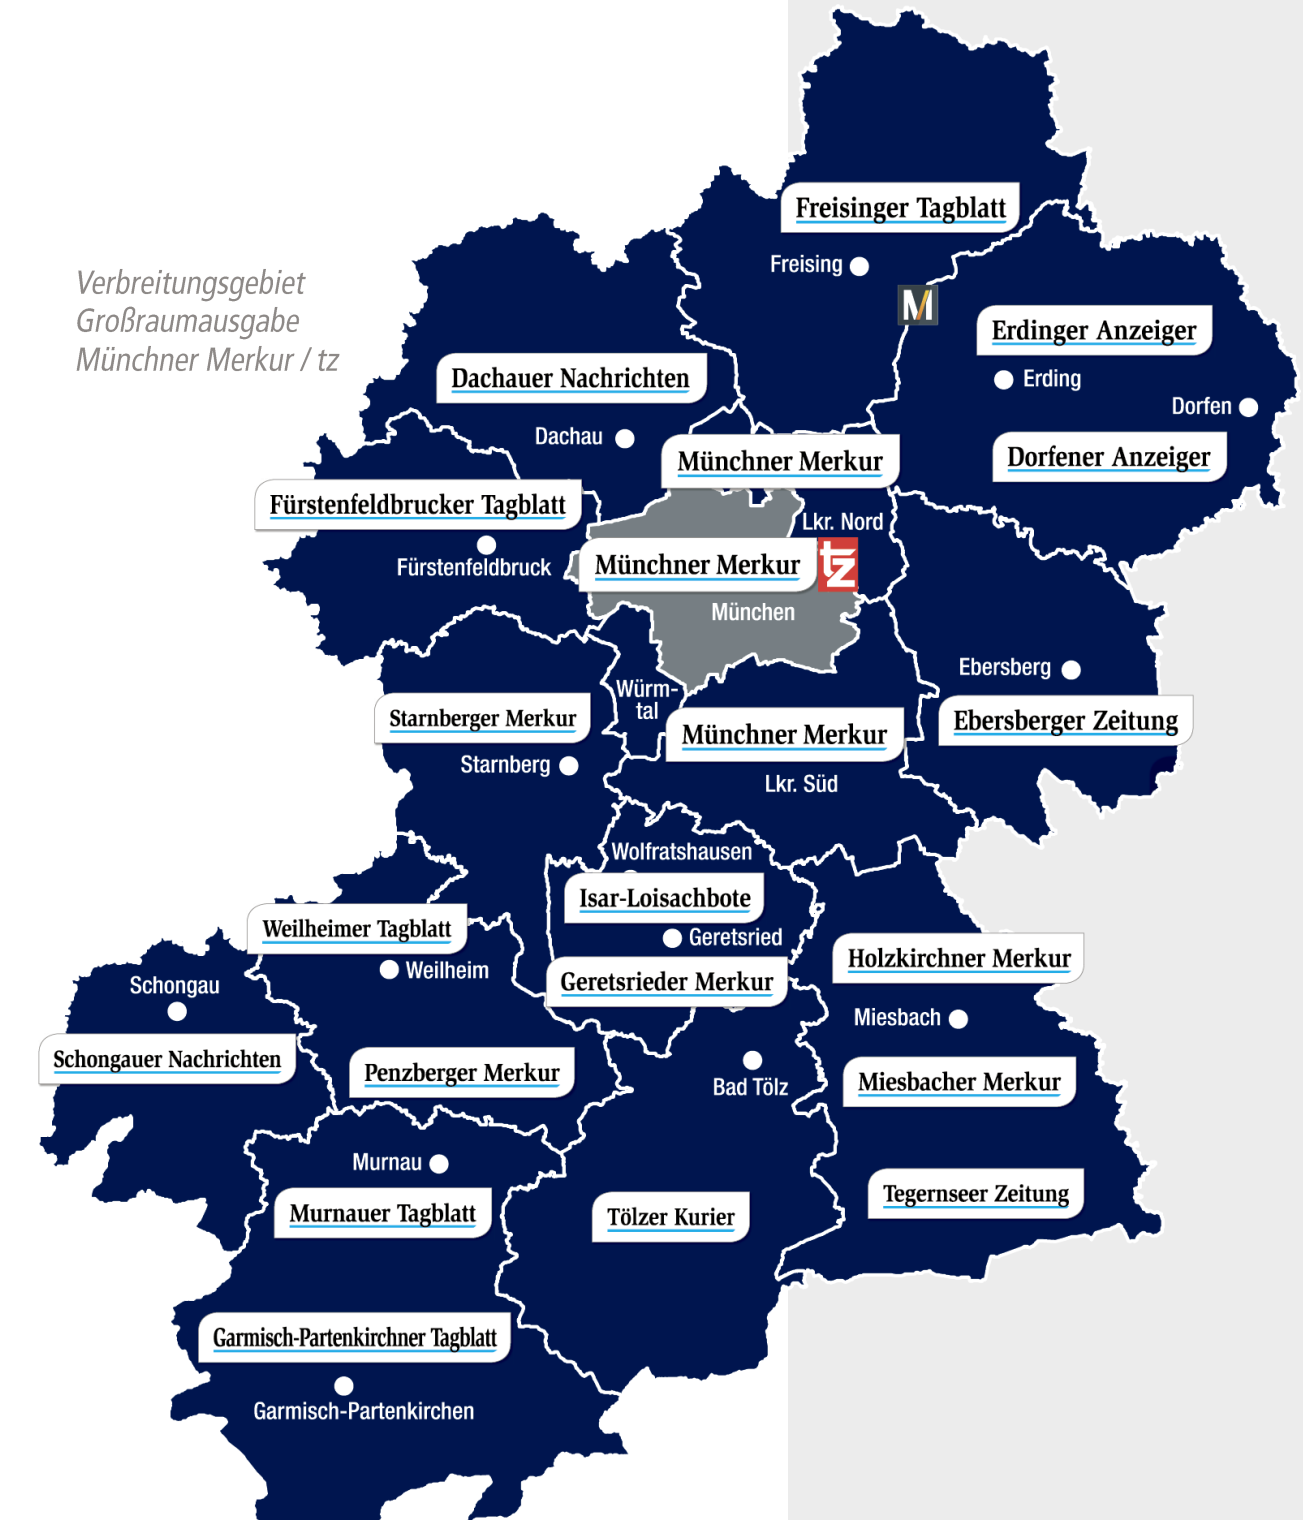 Freisinger Tagblatt
Freising
M
Verbreitungsgebiet
Großraumausgabe
Münchner Merkur / tz
Erdinger Anzeiger
Erding
Dorfen
Dorfener Anzeiger
Dachauer Nachrichten
Dachau
Münchner Merkur
Lkr. Nord
Fürstenfeldbrucker Tagblatt
Fürstenfeldbruck
Münchner Merkur
tz
München
Ebersberg
Ebersberger Zeitung
Würm-
tal
Starnberger Merkur
Starnberg
Münchner Merkur
Lkr. Süd
Wolfratshausen
Isar-Loisachbote
Geretsried
Geretsrieder Merkur
Weilheimer Tagblatt
Weilheim
Holzkirchner Merkur
Miesbach
Miesbacher Merkur
Schongau
Schongauer Nachrichten
Penzberger Merkur
Bad Tölz
Murnau
Murnauer Tagblatt
Tölzer Kurier
Tegernseer Zeitung
Garmisch-Partenkirchner Tagblatt
Garmisch-Partenkirchen